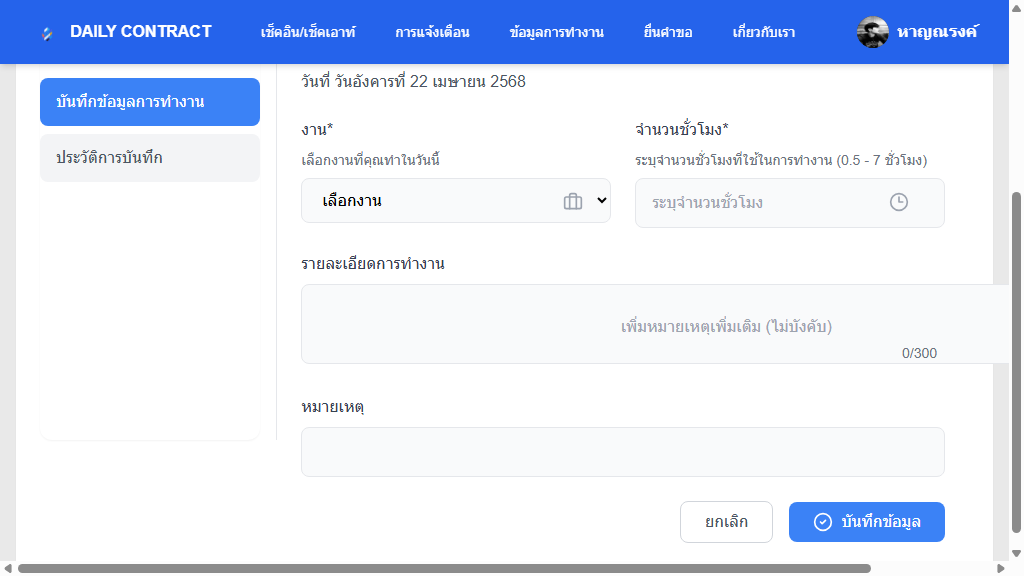 DAILY CONTRACT
เช็คอิน/เช็คเอาท์
การแจ้งเตือน
ข้อมูลการทำงาน
ยื่นคำขอ
เกี่ยวกับเรา
หาญณรงค์
บันทึกข้อมูลการทำงาน
ประวัติการบันทึก
วันที่ วันอังคารที่ 22 เมษายน 2568
งาน*
เลือกงานที่คุณทำในวันนี้
เลือกงาน
จำนวนชั่วโมง*
ระบุจำนวนชั่วโมงที่ใช้ในการทำงาน (0.5 - 7 ชั่วโมง)
ระบุจำนวนชั่วโมง
รายละเอียดการทำงาน
เพิ่มหมายเหตุเพิ่มเติม (ไม่บังคับ)
0/300
หมายเหตุ
ยกเลิก
บันทึกข้อมูล